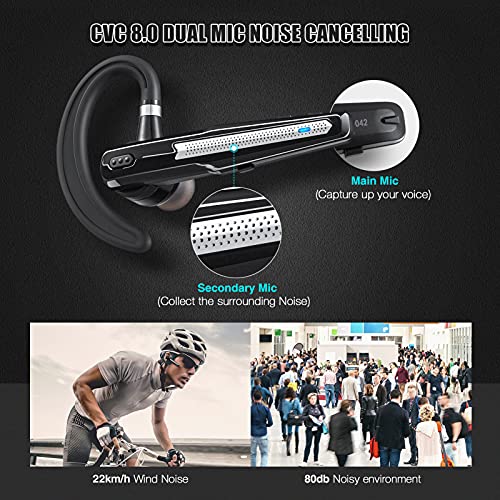 CVC 8.0 DUAL MIC NOISE CANCELLING
042
Main Mic
(Capture up your voice)
Secondary Mic
(Collect the surrounding Noise)
22km/h Wind Noise
80db Noisy environment